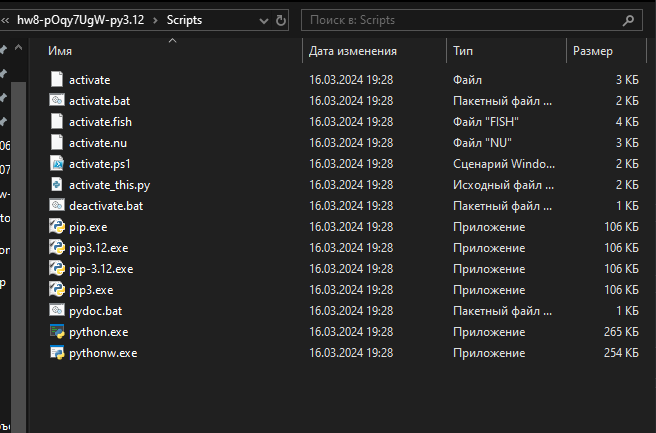 hw8-pOqy7UgW-py3.12 Scripts Поиск в: Scripts
Имя Дата изменения Тип Размер
activate 16.03.2024 19:28 Файл 3 КБ
activate.bat 16.03.2024 19:28 Пакетный файл ... 2 КБ
activate.fish 16.03.2024 19:28 Файл "FISH" 4 КБ
activate.nu 16.03.2024 19:28 Файл "NU" 3 КБ
activate.ps1 16.03.2024 19:28 Сценарий Windo... 2 КБ
activate_this.py 16.03.2024 19:28 Исходный файл ... 2 КБ
deactivate.bat 16.03.2024 19:28 Пакетный файл ... 1 КБ
pip.exe 16.03.2024 19:28 Приложение 106 КБ
pip3.12.exe 16.03.2024 19:28 Приложение 106 КБ
pip-3.12.exe 16.03.2024 19:28 Приложение 106 КБ
pip3.exe 16.03.2024 19:28 Приложение 106 КБ
pydoc.bat 16.03.2024 19:28 Пакетный файл ... 1 КБ
python.exe 16.03.2024 19:28 Приложение 265 КБ
pythonw.exe 16.03.2024 19:28 Приложение 254 КБ